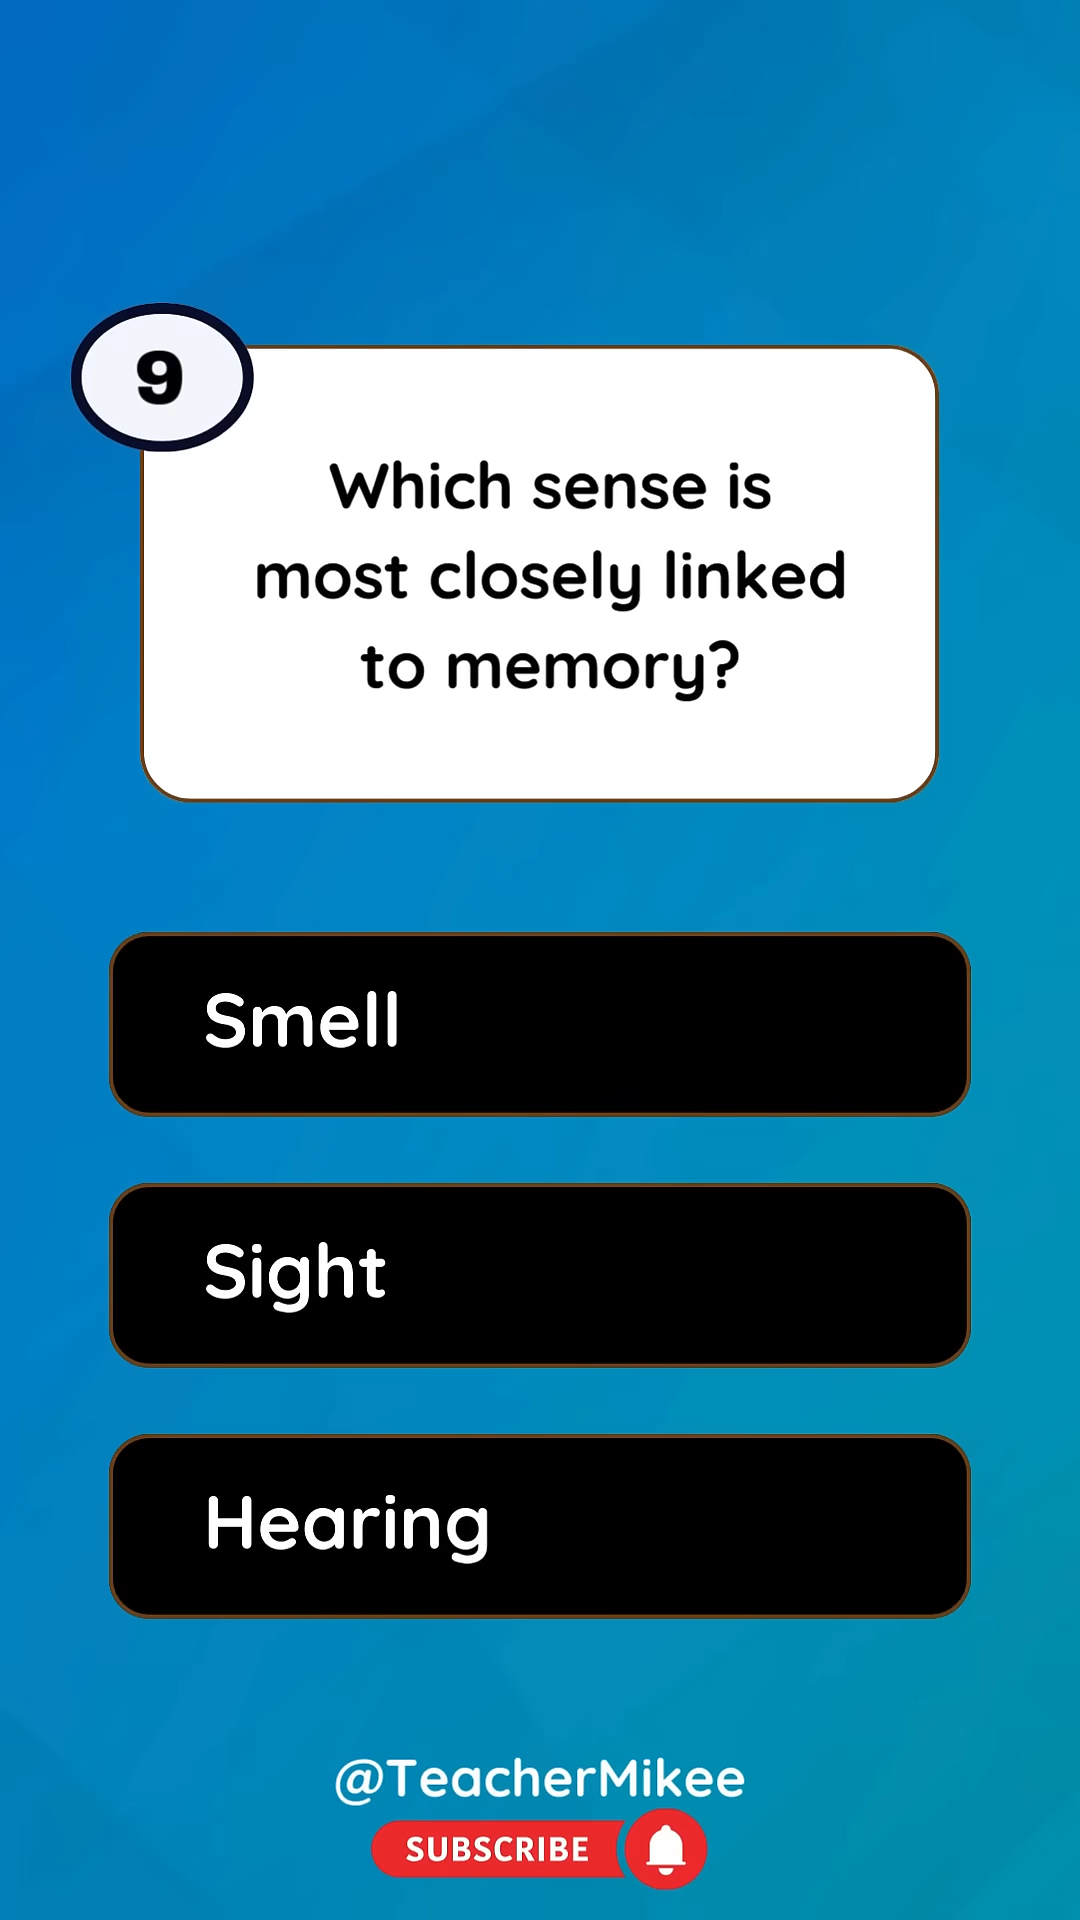 9
Which sense is
most closely linked
to memory?
Smell
Sight
Hearing
@TeacherMikee
SUBSCRIBE